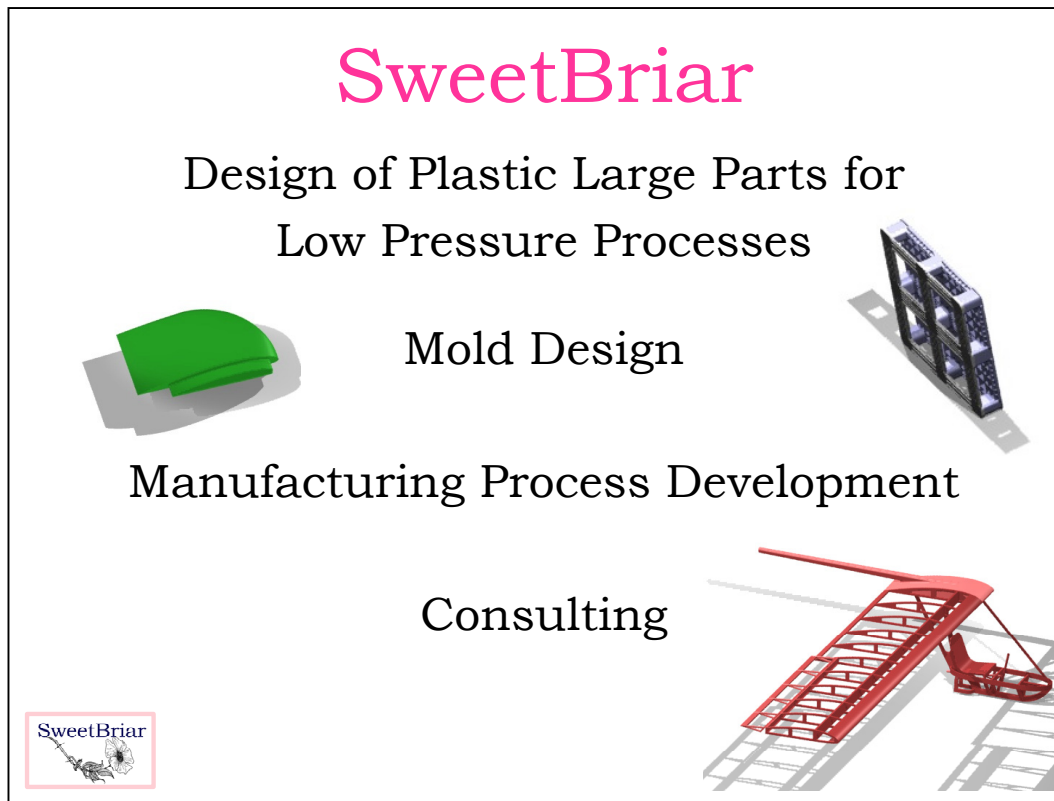 SweetBriar
Design of Plastic Large Parts for
Low Pressure Processes
Mold Design
Manufacturing Process Development
Consulting
SweetBriar